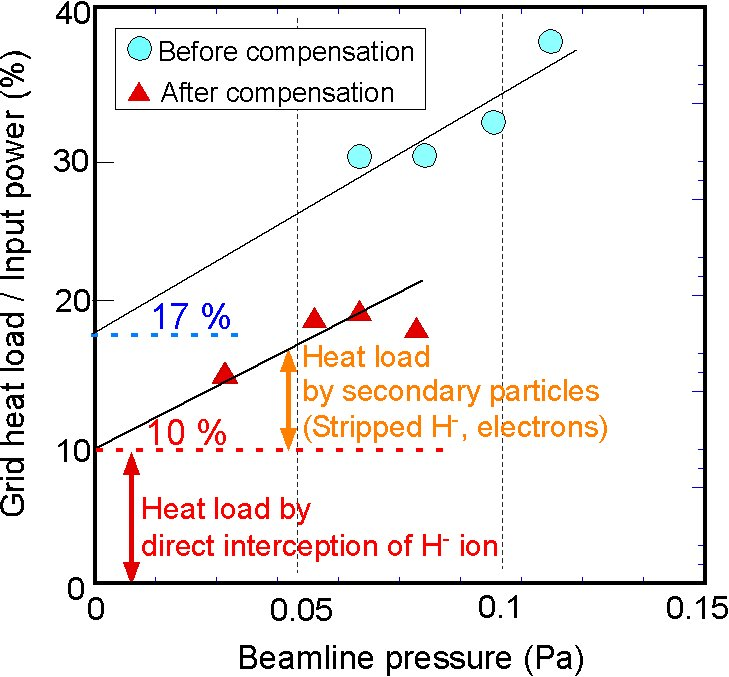 Grid heat load / Input power (%)
40
30
20
10
0
Before compensation
After compensation
17 %
10 %
Heat load
by secondary particles
(Stripped H-, electrons)
Heat load by
direct interception of H- ion
0
0.05
0.1
0.15
Beamline pressure (Pa)